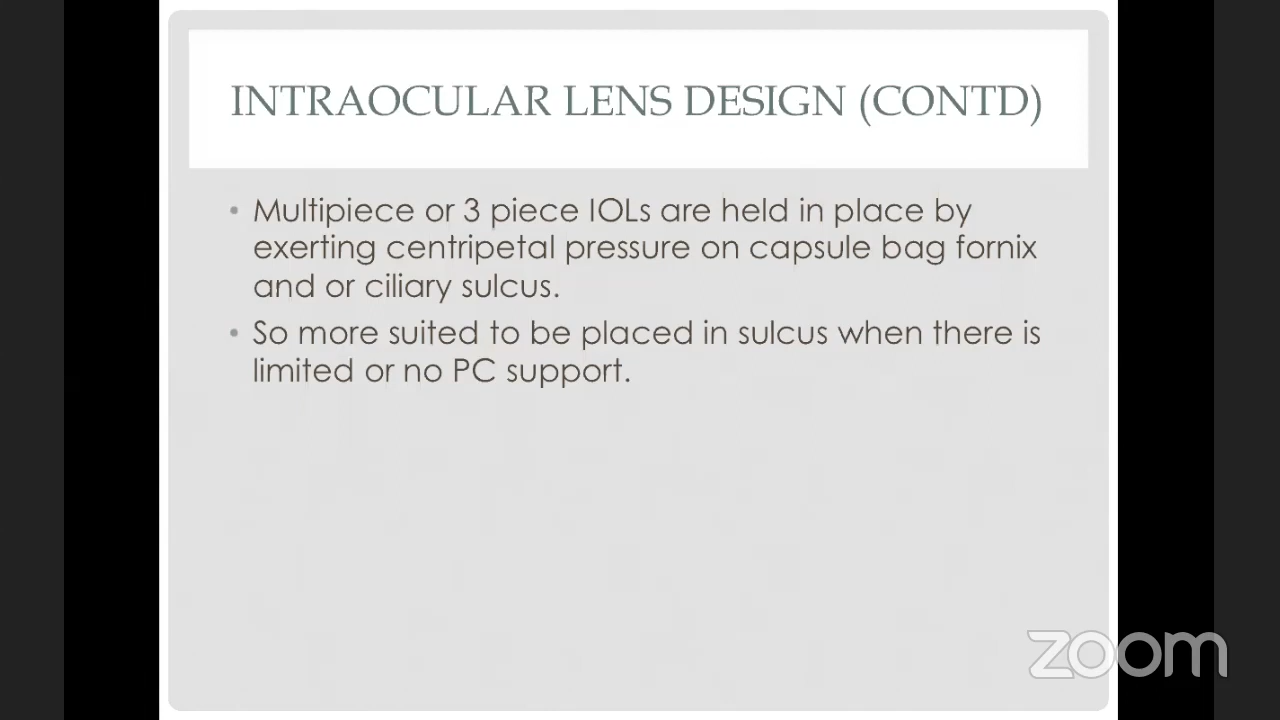 INTRAOCULAR LENS DESIGN (CONTD)
• Multipiece or 3 piece IOLs are held in place by
exerting centripetal pressure on capsule bag fornix
and or ciliary sulcus.
• So more suited to be placed in sulcus when there is
limited or no PC support.
zoom